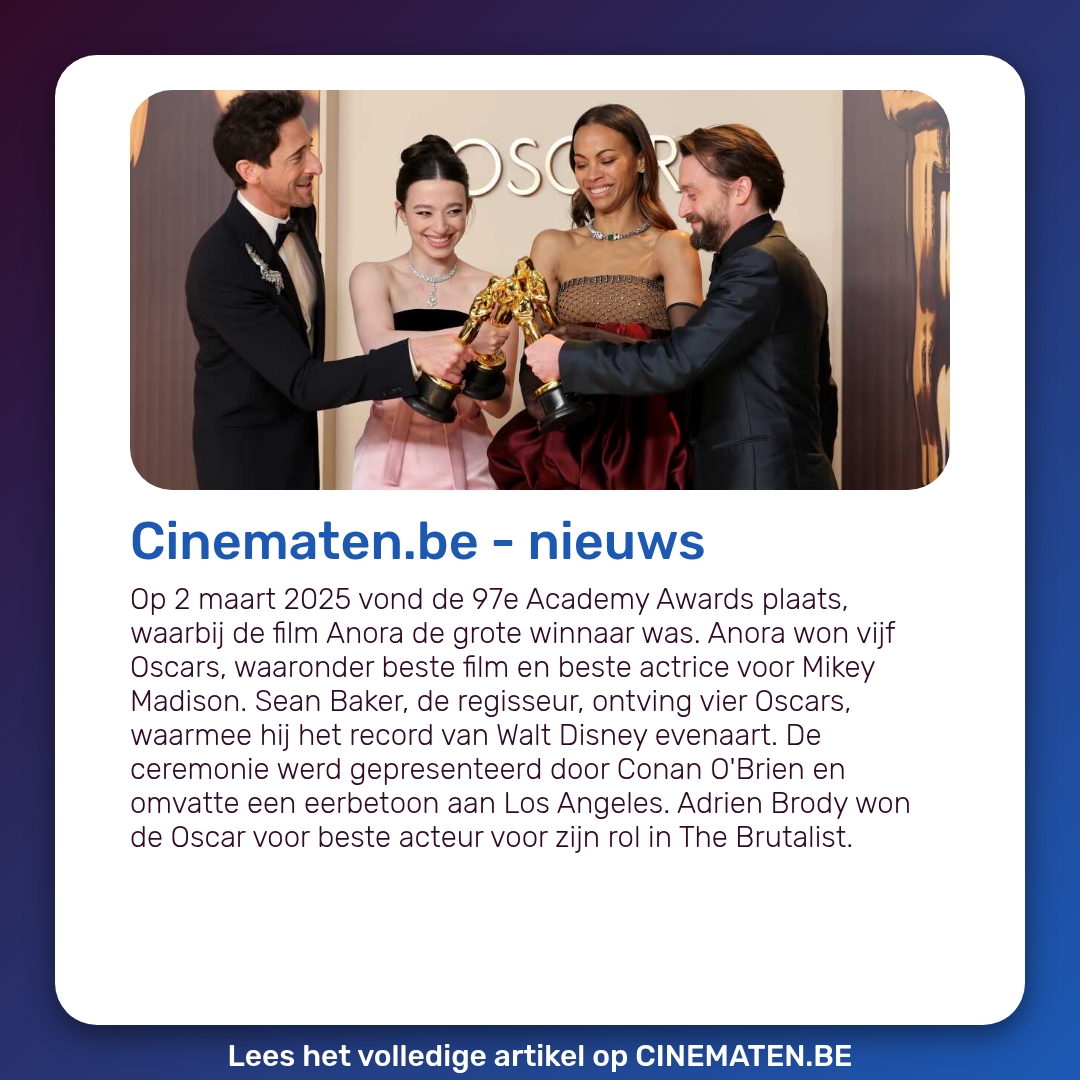 OSCAR
Cinematen.be - nieuws
Op 2 maart 2025 vond de 97e Academy Awards plaats,
waarbij de film Anora de grote winnaar was. Anora won vijf
Oscars, waaronder beste film en beste actrice voor Mikey
Madison. Sean Baker, de regisseur, ontving vier Oscars,
waarmee hij het record van Walt Disney evenaart. De
ceremonie werd gepresenteerd door Conan O'Brien en
omvatte een eerbetoon aan Los Angeles. Adrien Brody won
de Oscar voor beste acteur voor zijn rol in The Brutalist.
Lees het volledige artikel op CINEMATEN.BE